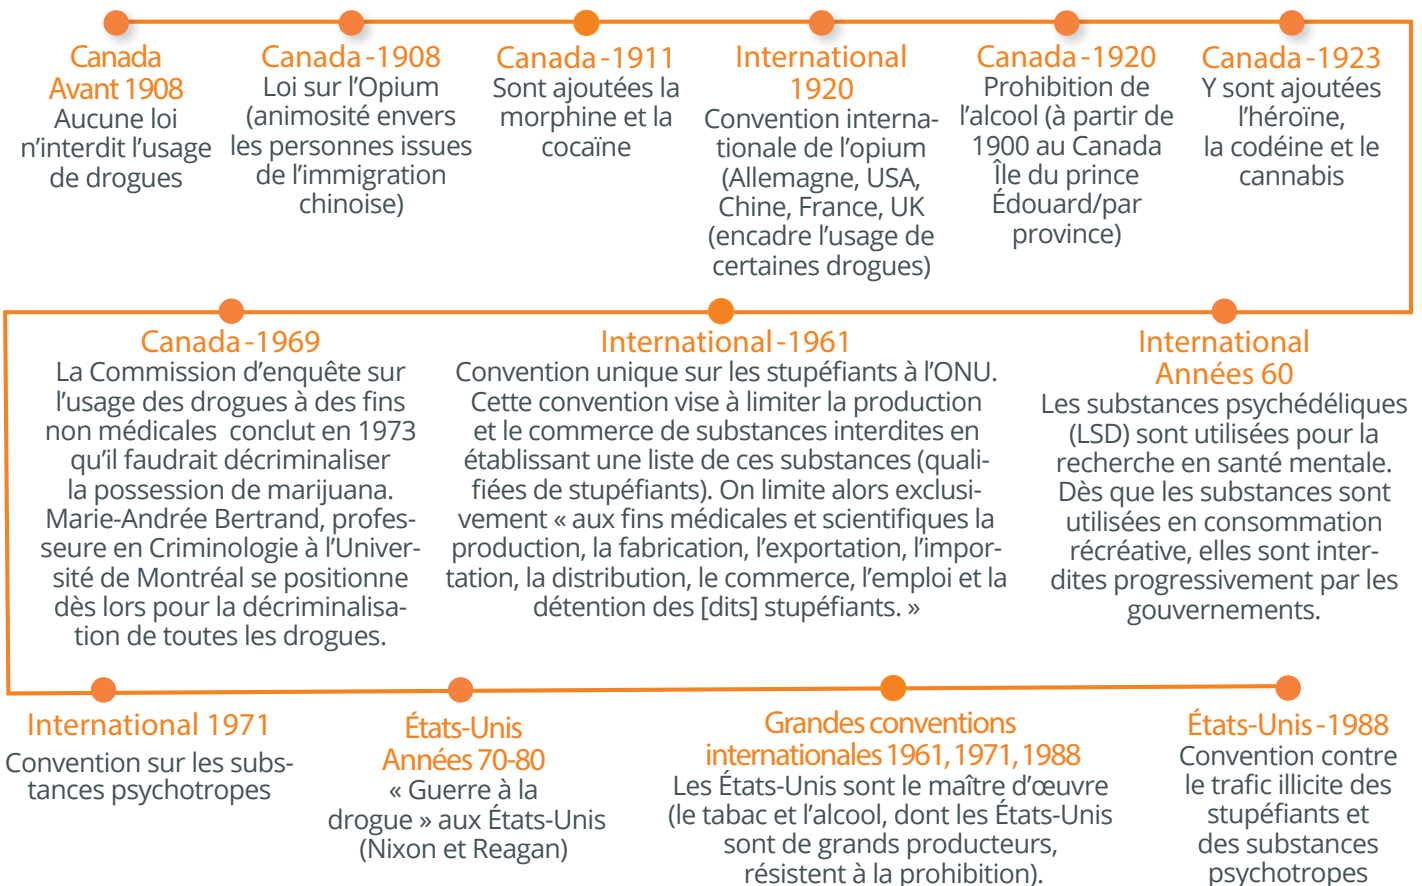 Canada
Avant 1908
Aucune loi
n’interdit l’usage
de drogues
Canada-1908
Loi sur l’Opium
(animosité envers
les personnes issues
de l’immigration
chinoise)
Canada-1911
Sont ajoutées la
morphine et la
cocaïne
International
1920
Convention interna-
tionale de l’opium
(Allemagne, USA,
Chine, France, UK
(encadre l’usage de
certaines drogues)
Canada-1920
Prohibition de
l’alcool (à partir de
1900 au Canada
Île du prince
Édouard/par
province)
Canada-1923
Y sont ajoutées
l’héroïne,
la codéine et le
cannabis
Canada-1969
La Commission d’enquête sur
l’usage des drogues à des fins
non médicales conclut en 1973
qu’il faudrait décriminaliser
la possession de marijuana.
Marie-Andrée Bertrand, profes-
seure en Criminologie à l’Univer-
sité de Montréal se positionne
dès lors pour la décriminalisa-
tion de toutes les drogues.
International-1961
Convention unique sur les stupéfiants à l’ONU.
Cette convention vise à limiter la production
et le commerce de substances interdites en
établissant une liste de ces substances (quali-
fiées de stupéfiants). On limite alors exclusi-
vement « aux fins médicales et scientifiques la
production, la fabrication, l’exportation, l’impor-
tation, la distribution, le commerce, l’emploi et la
détention des [dits] stupéfiants. »
International
Années 60
Les substances psychédéliques
(LSD) sont utilisées pour la
recherche en santé mentale.
Dès que les substances sont
utilisées en consommation
récréative, elles sont inter-
dites progressivement par les
gouvernements.
International 1971
Convention sur les subs-
tances psychotropes
États-Unis
Années 70-80
« Guerre à la
drogue » aux États-Unis
(Nixon et Reagan)
Grandes conventions
internationales 1961, 1971, 1988
Les États-Unis sont le maître d’œuvre
(le tabac et l’alcool, dont les États-Unis
sont de grands producteurs,
résistent à la prohibition).
États-Unis-1988
Convention contre
le trafic illicite des
stupéfiants et
des substances
psychotropes